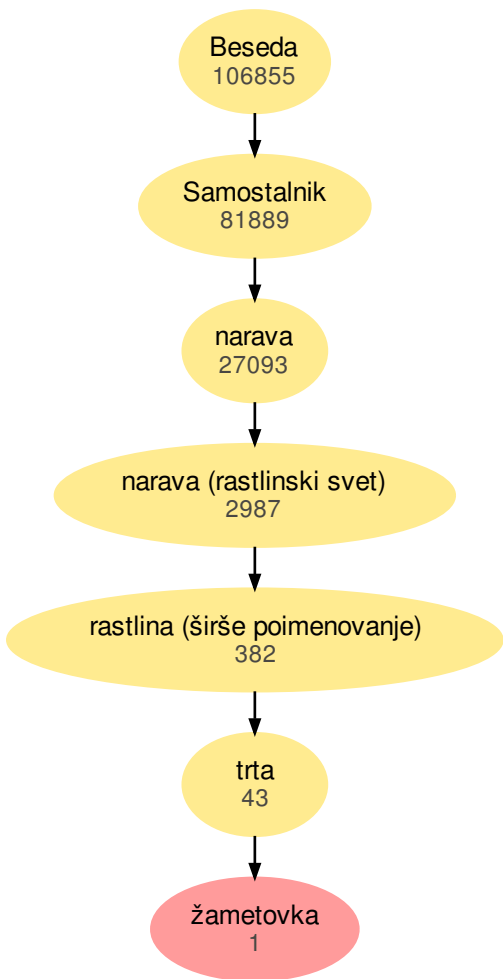 Beseda
106855
Samostalnik
81889
narava
27093
narava (rastlinski svet)
2987
rastlina (širše poimenovanje)
382
trta
43
žametovka
1